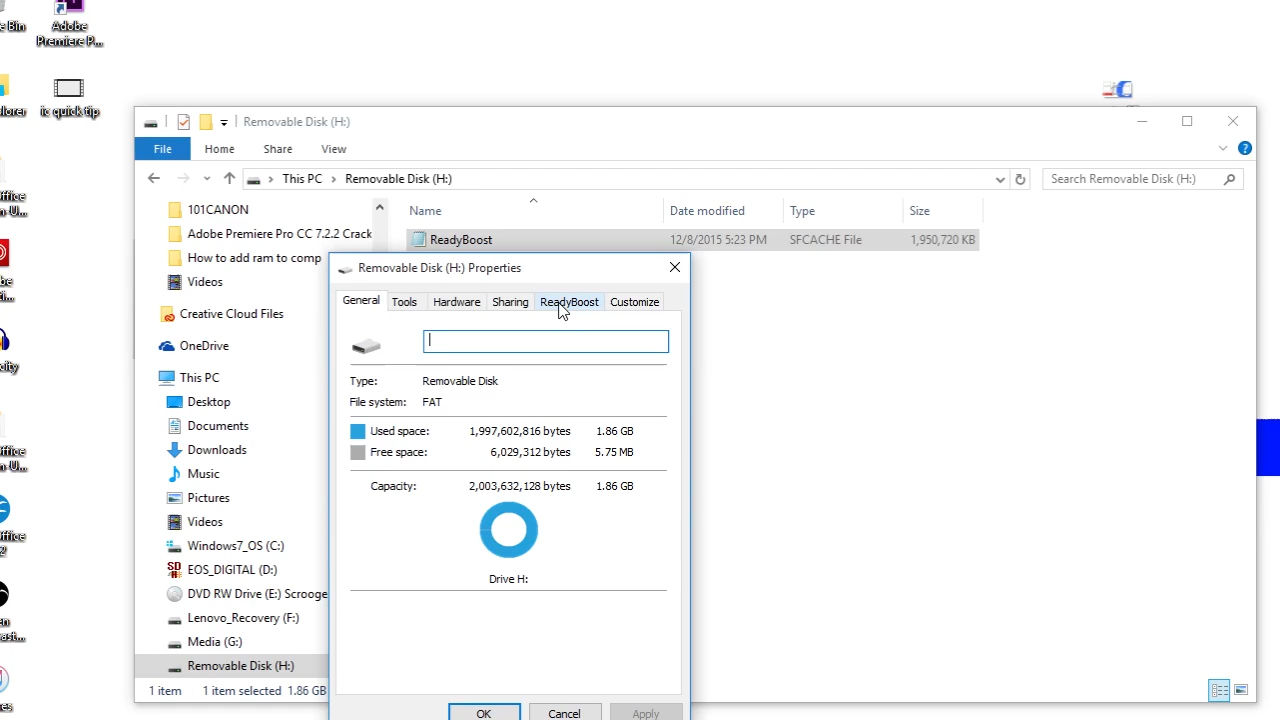 e Bin
Adobe
Premiere P...
plorer
ic quick tip
Removable Disk (H:)
File
Home
Share
View
This PC
Removable Disk (H:)
Search Removable Disk (H:)
101CANON
Adobe Premiere Pro CC 7.2.2 Crack
How to add ram to comp
Videos
Creative Cloud Files
OneDrive
This PC
Desktop
Documents
Downloads
Music
Pictures
Videos
Windows7_OS (C:)
EOS_DIGITAL (D:)
DVD RW Drive (E:) Scrooge
Lenovo_Recovery (F:)
Media (G:)
Removable Disk (H:)
Name
Date modified
Type
Size
ReadyBoost
12/8/2015 5:23 PM
SFCACHE File
1,950,720 KB
Removable Disk (H:) Properties
General
Tools
Hardware
Sharing
ReadyBoost
Customize
Type: Removable Disk
File system: FAT
Used space: 1,997,602,816 bytes 1.86 GB
Free space: 6,029,312 bytes 5.75 MB
Capacity: 2,003,632,128 bytes 1.86 GB
Drive H:
OK
Cancel
Apply
1 item
1 item selected 1.86 GB